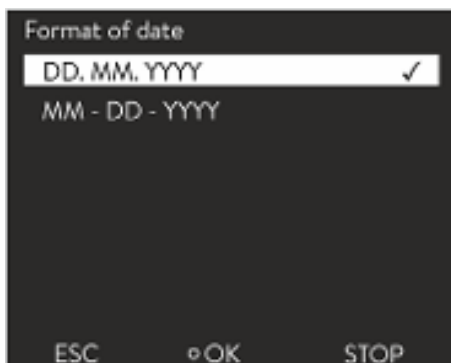 Format of date
DD. MM. YYYY ✓
MM - DD - YYYY
ESC OK STOP